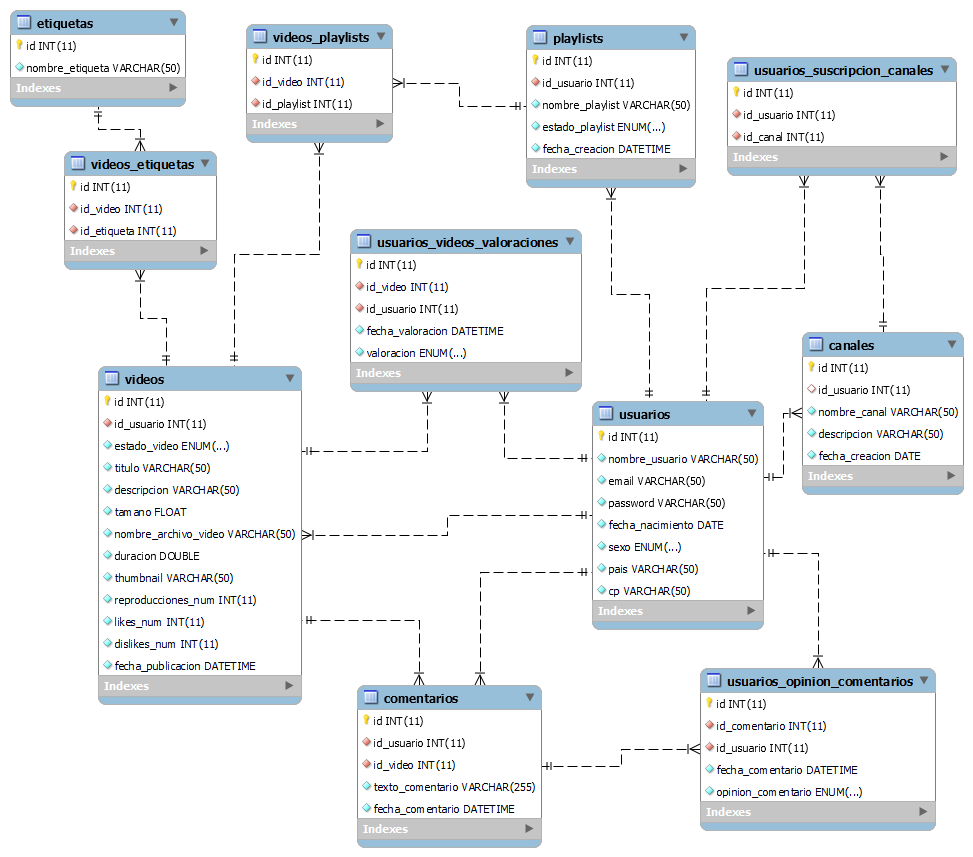 etiquetas
id INT(11)
nombre_etiqueta VARCHAR(50)
Indexes
videos_playlists
id INT(11)
id_video INT(11)
id_playlist INT(11)
Indexes
playlists
id INT(11)
id_usuario INT(11)
nombre_playlist VARCHAR(50)
estado_playlist ENUM(...)
fecha_creacion DATETIME
Indexes
usuarios_suscripcion_canales
id INT(11)
id_usuario INT(11)
id_canal INT(11)
Indexes
videos_etiquetas
id INT(11)
id_video INT(11)
id_etiqueta INT(11)
Indexes
usuarios_videos_valoraciones
id INT(11)
id_video INT(11)
id_usuario INT(11)
fecha_valoracion DATETIME
valoracion ENUM(...)
Indexes
canales
id INT(11)
id_usuario INT(11)
nombre_canal VARCHAR(50)
descripcion VARCHAR(50)
fecha_creacion DATE
Indexes
videos
id INT(11)
id_usuario INT(11)
estado_video ENUM(...)
titulo VARCHAR(50)
descripcion VARCHAR(50)
tamano FLOAT
nombre_archivo_video VARCHAR(50)
duracion DOUBLE
thumbnail VARCHAR(50)
reproducciones_num INT(11)
likes_num INT(11)
dislikes_num INT(11)
fecha_publicacion DATETIME
Indexes
usuarios
id INT(11)
nombre_usuario VARCHAR(50)
email VARCHAR(50)
password VARCHAR(50)
fecha_nacimiento DATE
sexo ENUM(...)
pais VARCHAR(50)
cp VARCHAR(50)
Indexes
comentarios
id INT(11)
id_usuario INT(11)
id_video INT(11)
texto_comentario VARCHAR(255)
fecha_comentario DATETIME
Indexes
usuarios_opinion_comentarios
id INT(11)
id_comentario INT(11)
id_usuario INT(11)
fecha_comentario DATETIME
opinion_comentario ENUM(...)
Indexes